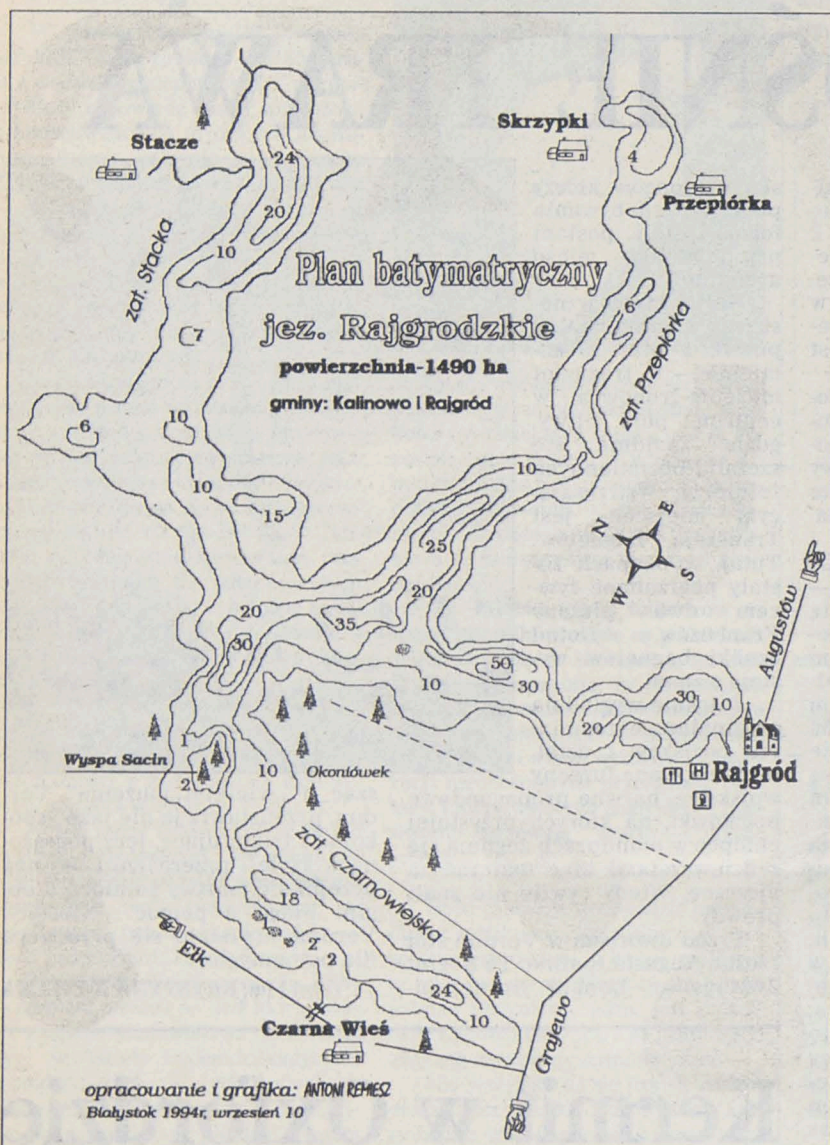 Stacze
24
20
10
zat. Stacka
7
6
10
Skrzypki
4
Przepiórka
6
zat. Przepiórka
Plan batymatryczny
jez. Rajgrodzkie
powierzchnia-1490 ha
gminy: Kalinowo i Rajgród
10
15
10
25
20
20
35
30
N
E
W
S
Augustów
10
50
30
20
30
10
H
Rajgród
1
Wyspa Sacin
2
10
Okoniówek
zat. Czarnowiejska
18
2
2
Ełk
24
10
Czarna Wieś
Grajewo
opracowanie i grafika: ANTONI REMIESZ
Białystok 1994r, wrzesień 10